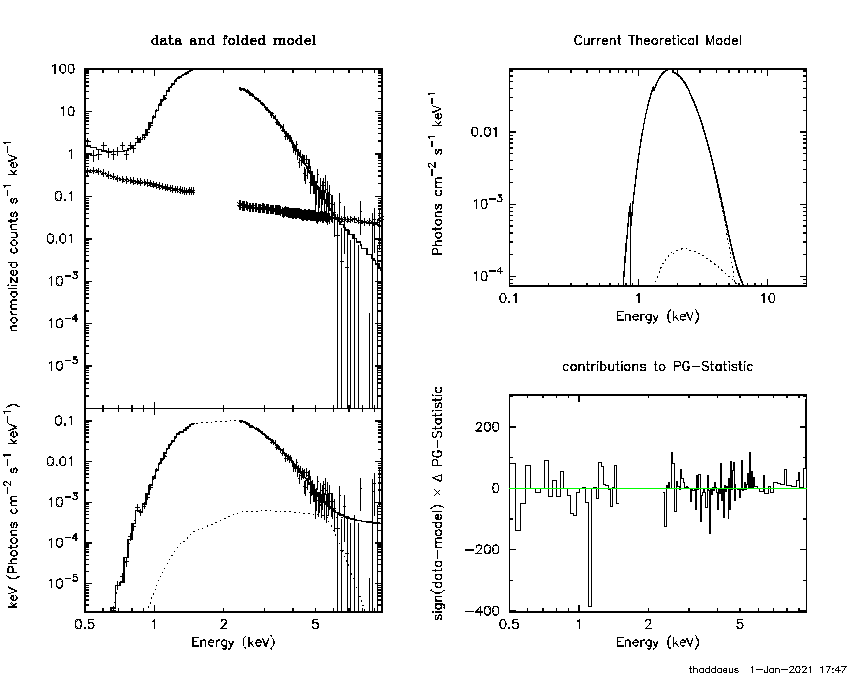 data and folded model
normalized counts s⁻¹ keV⁻¹
100
10
1
0.1
0.01
10⁻³
10⁻⁴
10⁻⁵
keV (Photons cm⁻² s⁻¹ keV⁻¹)
0.1
0.01
10⁻³
10⁻⁴
10⁻⁵
0.5 1 2 5
Energy (keV)
Current Theoretical Model
Photons cm⁻² s⁻¹ keV⁻¹
0.01
10⁻³
10⁻⁴
0.1 1 10
Energy (keV)
contributions to PG−Statistic
sign(data−model) × Δ PG−Statistic
200
0
−200
−400
0.5 1 2 5
Energy (keV)
thaddaeus 1−Jan−2021 17:47